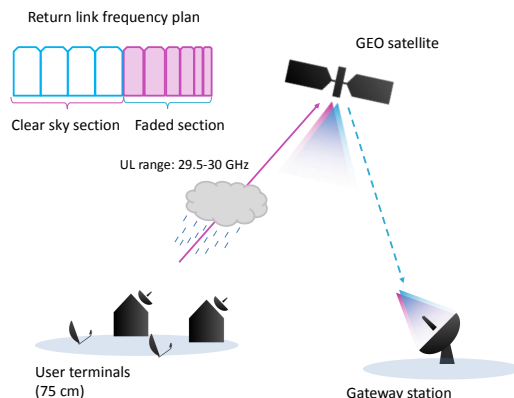 Return link frequency plan
GEO satellite
Clear sky section
Faded section
UL range: 29.5-30 GHz
User terminals
(75 cm)
Gateway station